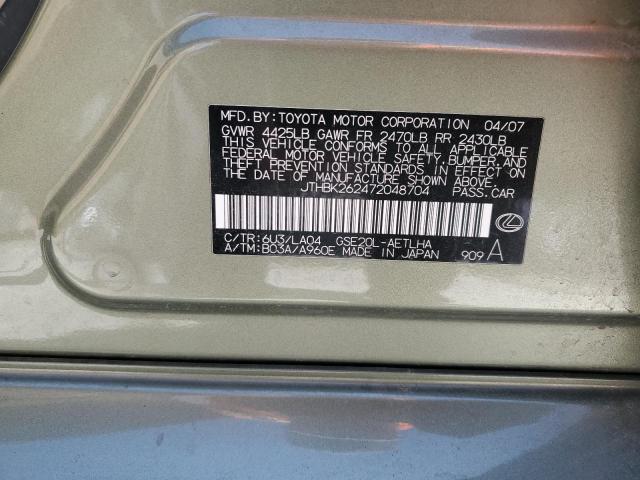 MFD.BY:TOYOTA MOTOR CORPORATION 04/07
GVWR 4425LB GAWR FR 2470LB RR 2430LB
THIS VEHICLE CONFORMS TO ALL APPLICABLE
FEDERAL MOTOR VEHICLE SAFETY,BUMPER,AND
THEFT PREVENTION STANDARDS IN EFFECT ON
THE DATE OF MANUFACTURE SHOWN ABOVE.
JTHBK262472048704 PASS.CAR
C/TR:6U3/LA04 GSE20L-AETLHA
A/TM:B03A/A960E MADE IN JAPAN 909 A